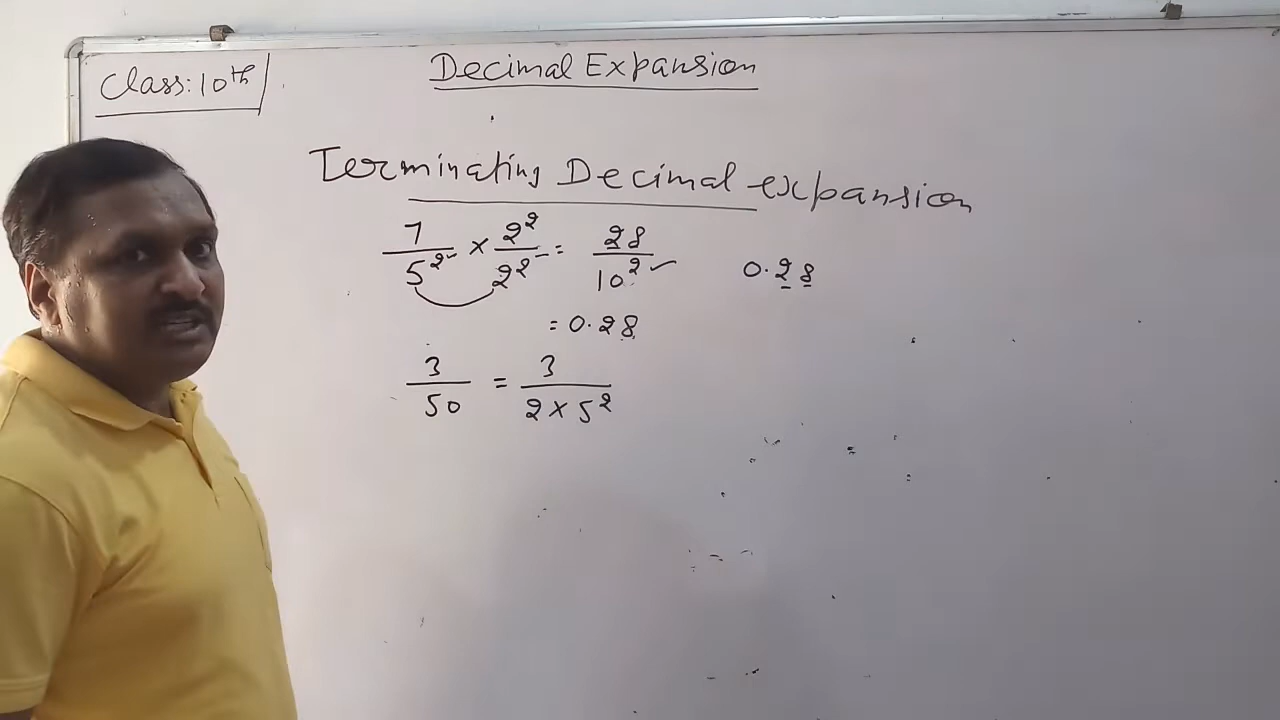 Class: 10th
Decimal Expansion
Terminating Decimal expansion
7/5² × 2²/2² = 28/10² 0.28
= 0.28
3/50 = 3/2×5²